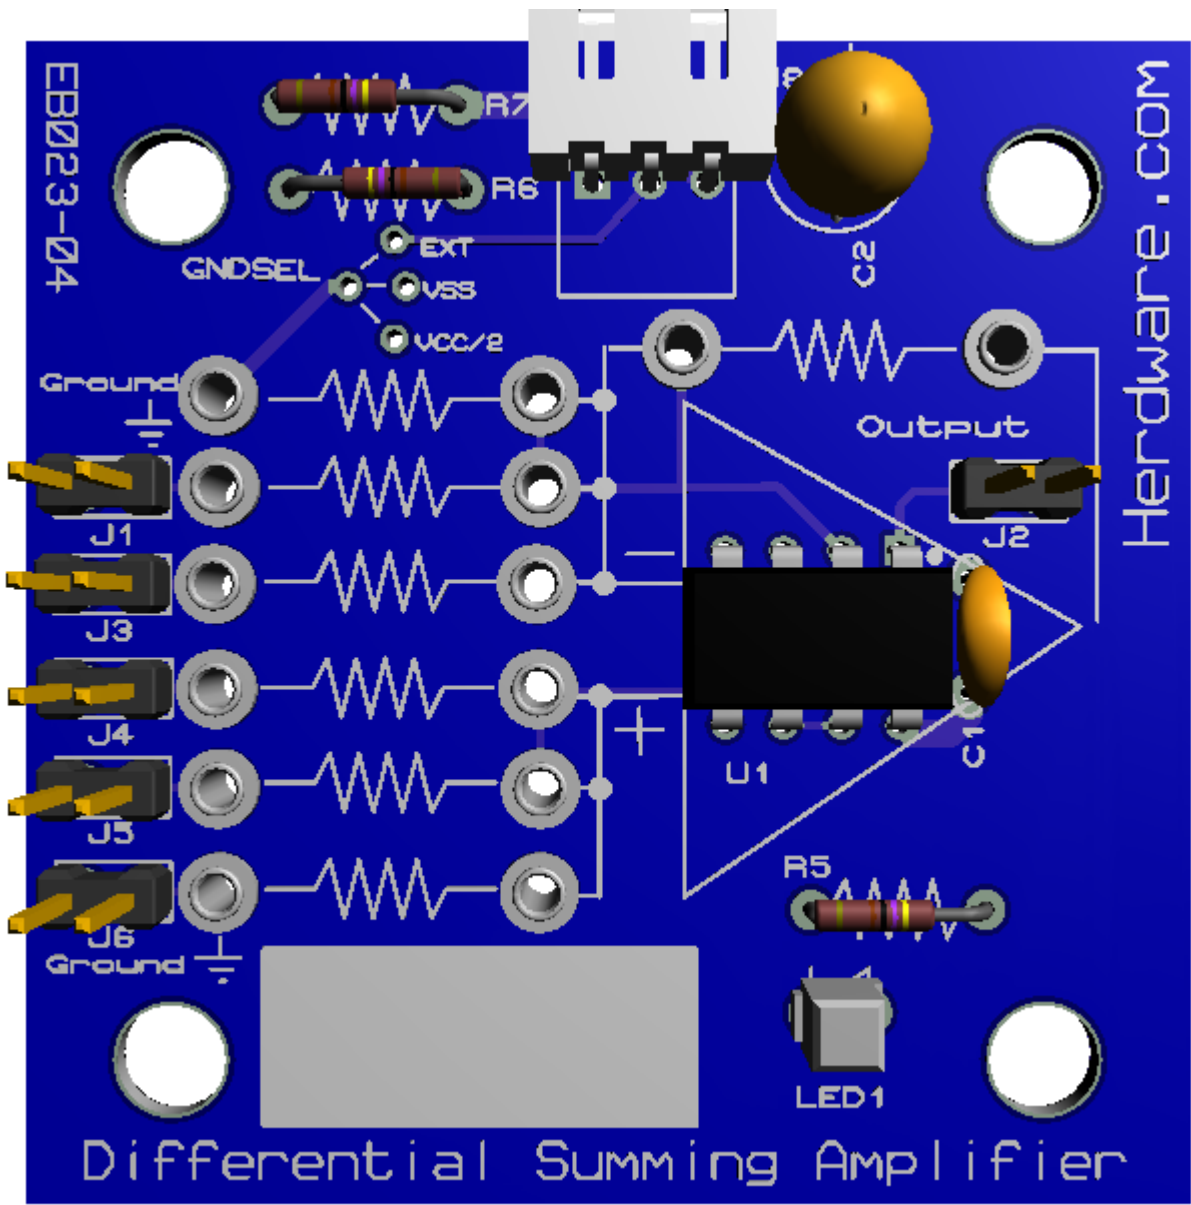 EB023-04
Herdware.com
R7
R6
C2
EXT
GNDSEL
VSS
VCC/2
Ground
Output
J1
J2
J3
J4
U1
C1
J5
R5
J6
Ground
LED1
Differential Summing Amplifier